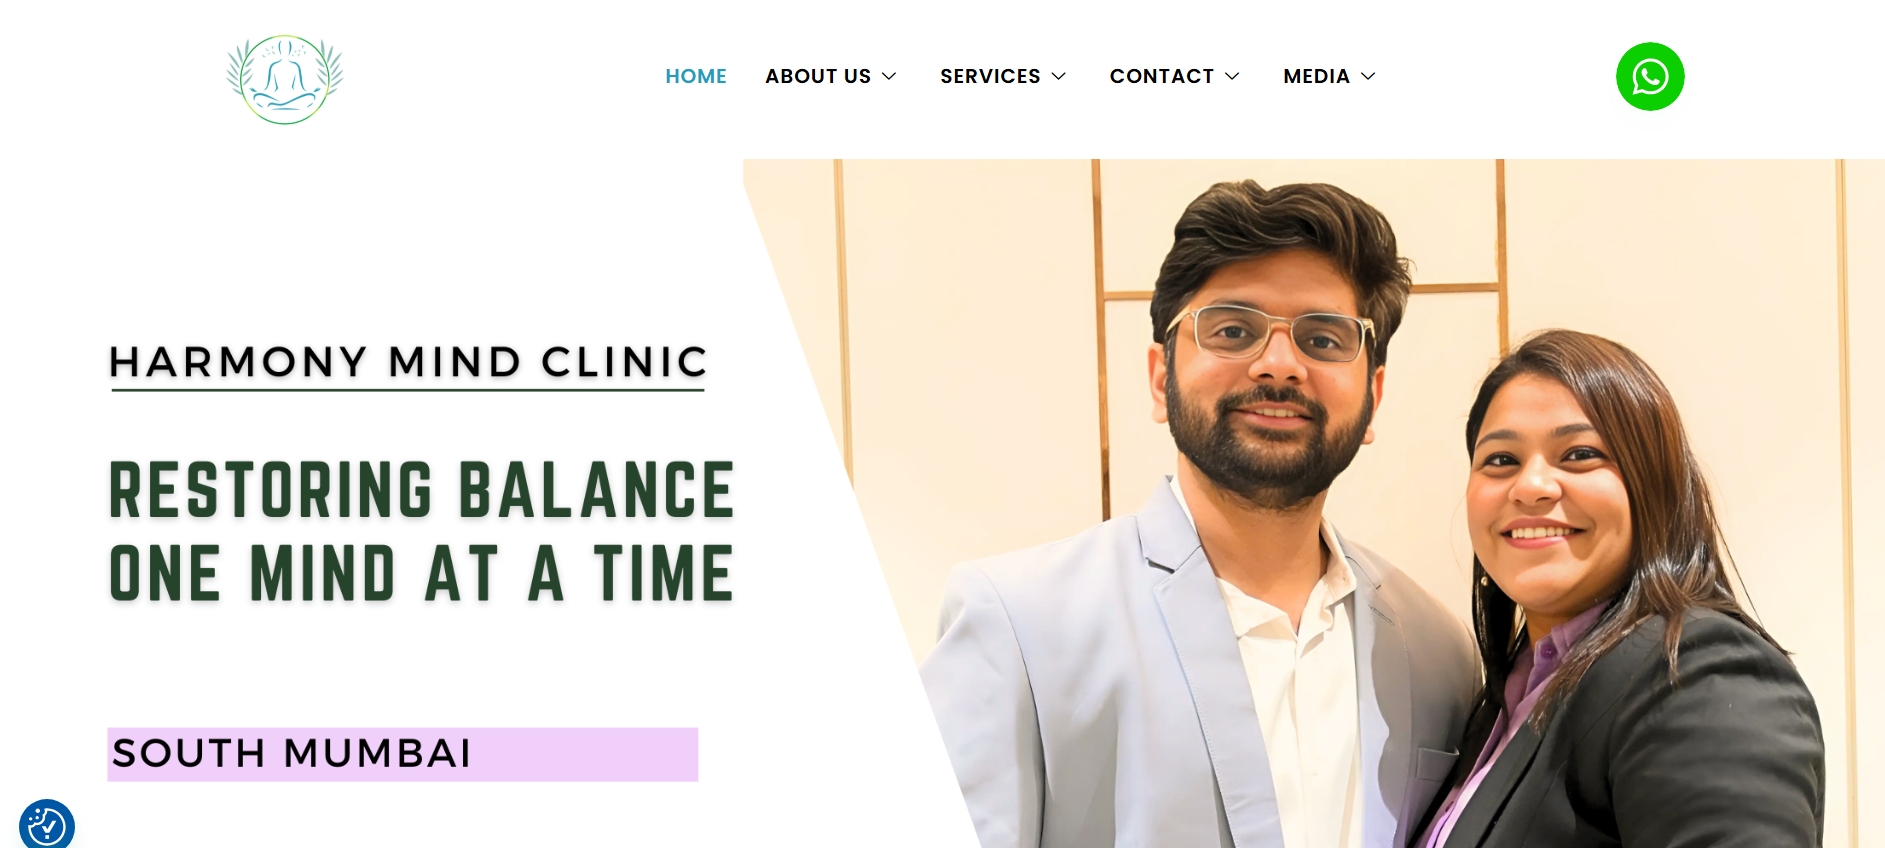 HOME ABOUT US SERVICES CONTACT MEDIA
HARMONY MIND CLINIC
RESTORING BALANCE
ONE MIND AT A TIME
SOUTH MUMBAI